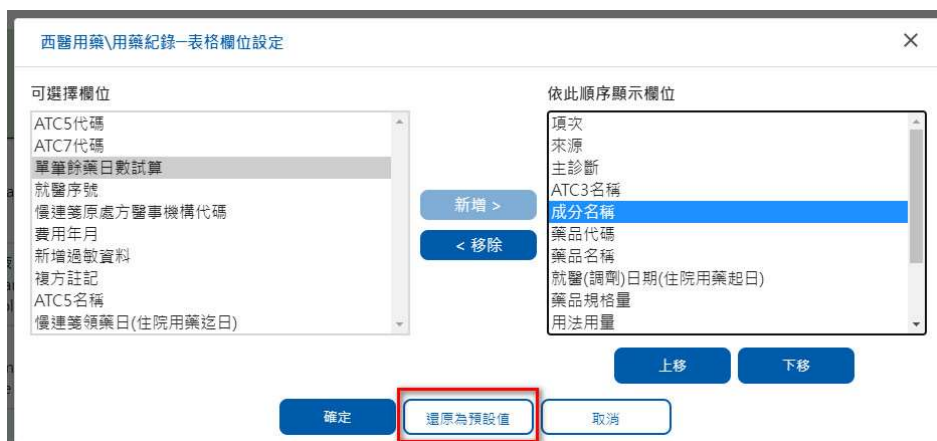 西醫用藥\用藥紀錄─表格欄位設定
可選擇欄位
ATC5代碼
ATC7代碼
單筆餘藥日數試算
就醫序號
慢連箋原處方醫事機構代碼
費用年月
新增過敏資料
複方註記
ATC5名稱
慢連箋領藥日(住院用藥迄日)
新增 >
< 移除
依此順序顯示欄位
項次
來源
主診斷
ATC3名稱
成分名稱
藥品代碼
藥品名稱
就醫(調劑)日期(住院用藥起日)
藥品規格量
用法用量
上移
下移
確定
還原為預設值
取消